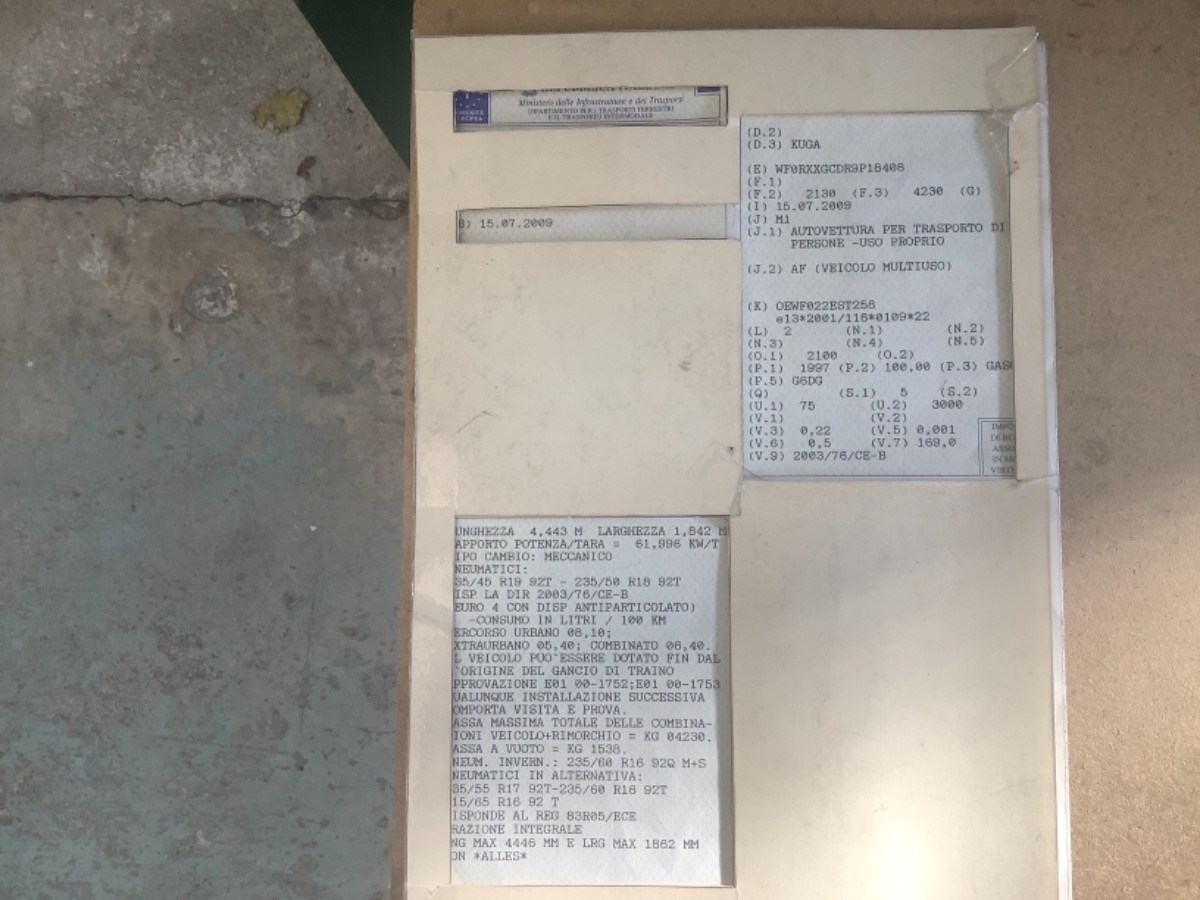 Ministero delle Infrastrutture e dei Trasporti
DIPARTIMENTO PER I TRASPORTI TERRESTRI
E IL TRASPORTO INTERMODALE
B) 15.07.2009
(D.2)
(D.3) KUGA
(E) WF0RXXGCDR9P18408
(F.1)
(F.2) 2130 (F.3) 4230 (G)
(I) 15.07.2009
(J) M1
(J.1) AUTOVETTURA PER TRASPORTO DI
PERSONE -USO PROPRIO
(J.2) AF (VEICOLO MULTIUSO)
(K) OEWF022EST258
e13*2001/116*0109*22
(L) 2 (N.1) (N.2)
(N.3) (N.4) (N.5)
(O.1) 2100 (O.2)
(P.1) 1997 (P.2) 100,00 (P.3) GAS
(P.5) G6DG
(Q) (S.1) 5 (S.2)
(U.1) 75 (U.2) 3000
(V.1) (V.2)
(V.3) 0,22 (V.5) 0,001
(V.6) 0,5 (V.7) 169,0
(V.9) 2003/76/CE-B
IMPO
DI BO
ASSO
IN M
VIRT
UNGHEZZA 4,443 M LARGHEZZA 1,842 M
APPORTO POTENZA/TARA = 61,996 KW/T
IPO CAMBIO: MECCANICO
NEUMATICI:
35/45 R19 92T - 235/50 R18 92T
ISP LA DIR 2003/76/CE-B
EURO 4 CON DISP ANTIPARTICOLATO)
-CONSUMO IN LITRI / 100 KM
ERCORSO URBANO 08,10;
XTRAURBANO 05,40; COMBINATO 06,40.
L VEICOLO PUO'ESSERE DOTATO FIN DAL
'ORIGINE DEL GANCIO DI TRAINO
PPROVAZIONE E01 00-1752;E01 00-1753
UALUNQUE INSTALLAZIONE SUCCESSIVA
OMPORTA VISITA E PROVA.
ASSA MASSIMA TOTALE DELLE COMBINA-
IONI VEICOLO+RIMORCHIO = KG 04230.
ASSA A VUOTO = KG 1538.
NEUM. INVERN.: 235/60 R16 92Q M+S
NEUMATICI IN ALTERNATIVA:
35/55 R17 92T-235/60 R16 92T
15/65 R16 92 T
ISPONDE AL REG 83R05/ECE
RAZIONE INTEGRALE
NG MAX 4446 MM E LRG MAX 1862 MM
ON *ALLES*